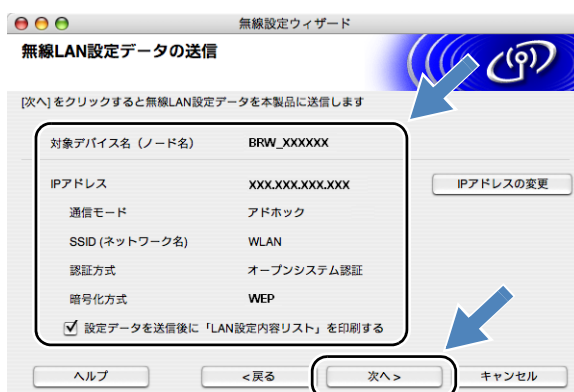 無線設定ウィザード
無線LAN設定データの送信
[次へ] をクリックすると無線LAN設定データを本製品に送信します
対象デバイス名（ノード名） BRW_XXXXXX
IPアドレス XXX.XXX.XXX.XXX IPアドレスの変更
通信モード アドホック
SSID (ネットワーク名) WLAN
認証方式 オープンシステム認証
暗号化方式 WEP
設定データを送信後に「LAN設定内容リスト」を印刷する
ヘルプ <戻る 次へ> キャンセル